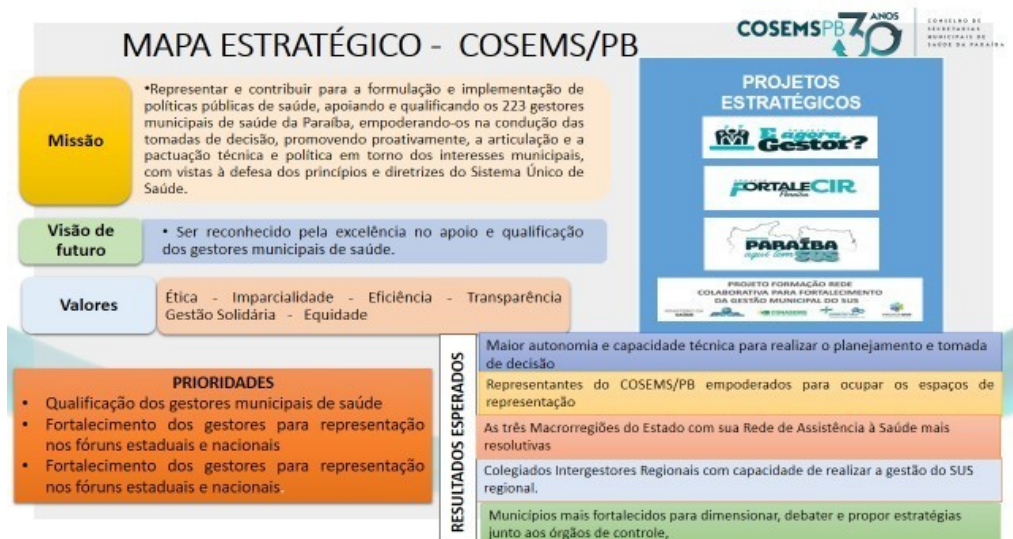 MAPA ESTRATÉGICO - COSEMS/PB
COSEMSPB 30 ANOS
CONSELHO DE
SECRETARIAS
MUNICIPAIS DE
SAÚDE DA PARAÍBA
Missão
•Representar e contribuir para a formulação e implementação de
políticas públicas de saúde, apoiando e qualificando os 223 gestores
municipais de saúde da Paraíba, empoderando-os na condução das
tomadas de decisão, promovendo proativamente, a articulação e a
pactuação técnica e política em torno dos interesses municipais,
com vistas à defesa dos princípios e diretrizes do Sistema Único de
Saúde.
Visão de
futuro
• Ser reconhecido pela excelência no apoio e qualificação
dos gestores municipais de saúde.
Valores
Ética - Imparcialidade - Eficiência - Transparência
Gestão Solidária - Equidade
PROJETOS
ESTRATÉGICOS
E agora,
Gestor?
FORTALECIR
Paraíba
PARAÍBA
aqui tem SUS
PROJETO FORMAÇÃO REDE
COLABORATIVA PARA FORTALECIMENTO
DA GESTÃO MUNICIPAL DO SUS
CONASEMS
PRIORIDADES
• Qualificação dos gestores municipais de saúde
• Fortalecimento dos gestores para representação
nos fóruns estaduais e nacionais
• Fortalecimento dos gestores para representação
nos fóruns estaduais e nacionais.
RESULTADOS ESPERADOS
Maior autonomia e capacidade técnica para realizar o planejamento e tomada
de decisão
Representantes do COSEMS/PB empoderados para ocupar os espaços de
representação
As três Macrorregiões do Estado com sua Rede de Assistência à Saúde mais
resolutivas
Colegiados Intergestores Regionais com capacidade de realizar a gestão do SUS
regional.
Municípios mais fortalecidos para dimensionar, debater e propor estratégias
junto aos órgãos de controle,